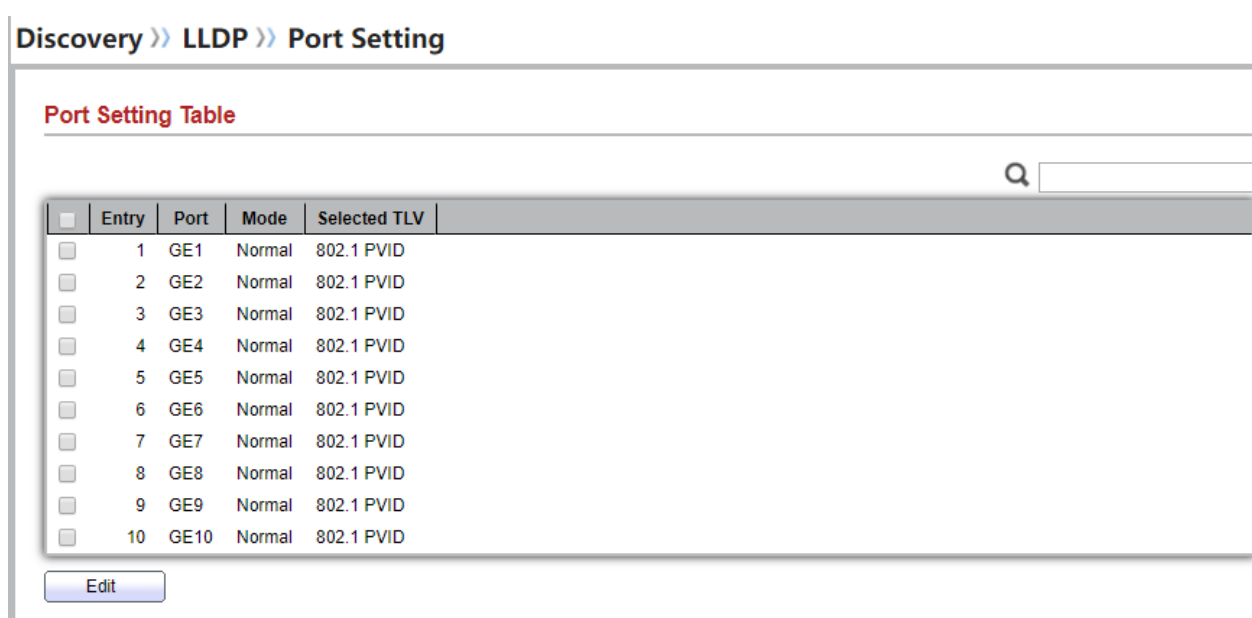 Discovery 》 LLDP 》 Port Setting
Port Setting Table
Entry Port Mode Selected TLV
1 GE1 Normal 802.1 PVID
2 GE2 Normal 802.1 PVID
3 GE3 Normal 802.1 PVID
4 GE4 Normal 802.1 PVID
5 GE5 Normal 802.1 PVID
6 GE6 Normal 802.1 PVID
7 GE7 Normal 802.1 PVID
8 GE8 Normal 802.1 PVID
9 GE9 Normal 802.1 PVID
10 GE10 Normal 802.1 PVID
Edit